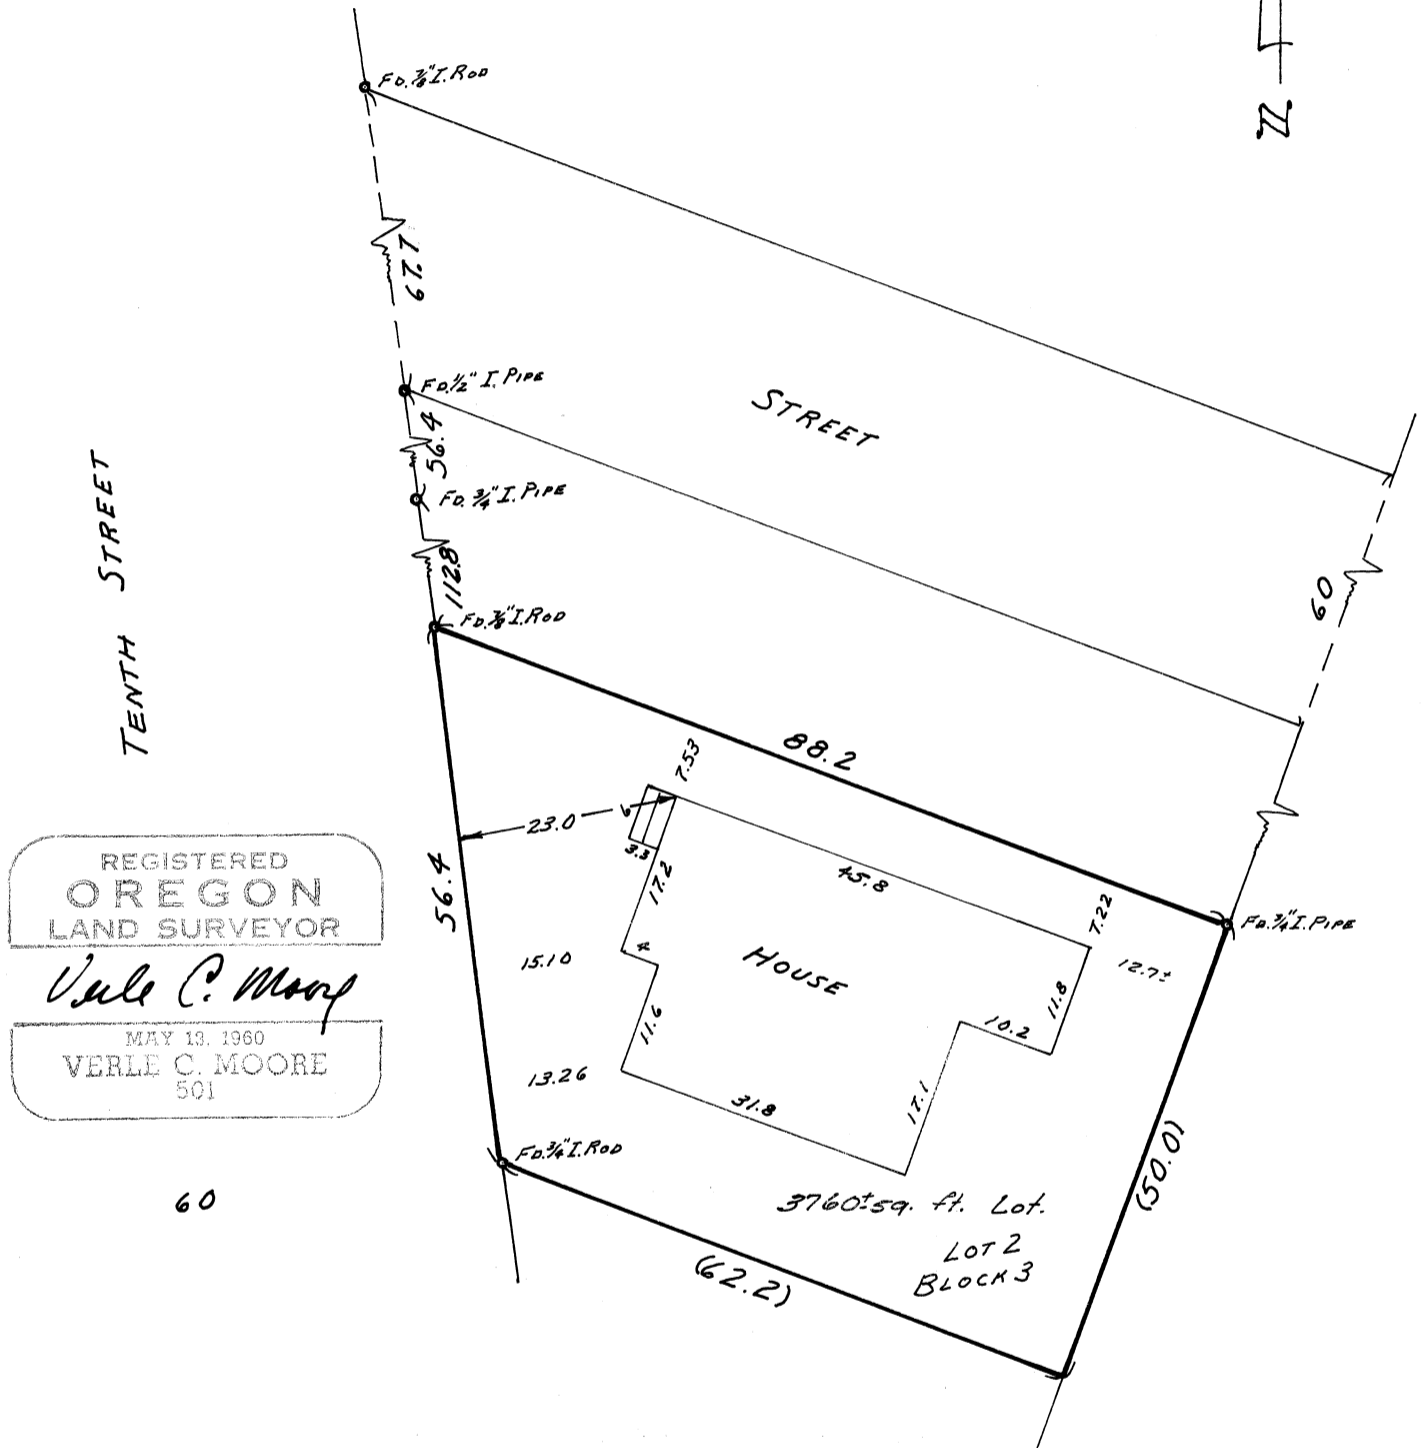 N
FD. 7/8" I. ROD
67.7
FD. 1/2" I. PIPE
STREET
56.4
FD. 3/4" I. PIPE
TENTH STREET
112.8
60
FD. 7/8" I. ROD
88.2
7.53
6
23.0
3.3
17.2
45.8
7.22
FD. 3/4" I. PIPE
56.4
REGISTERED
OREGON
LAND SURVEYOR
Verle C. Moore
MAY 13, 1960
VERLE C. MOORE
501
15.10
4
HOUSE
12.7±
11.8
10.2
11.6
13.26
31.8
17.1
FD. 3/4" I. ROD
(50.0)
60
3760± sq. ft. Lot.
LOT 2
BLOCK 3
(62.2)